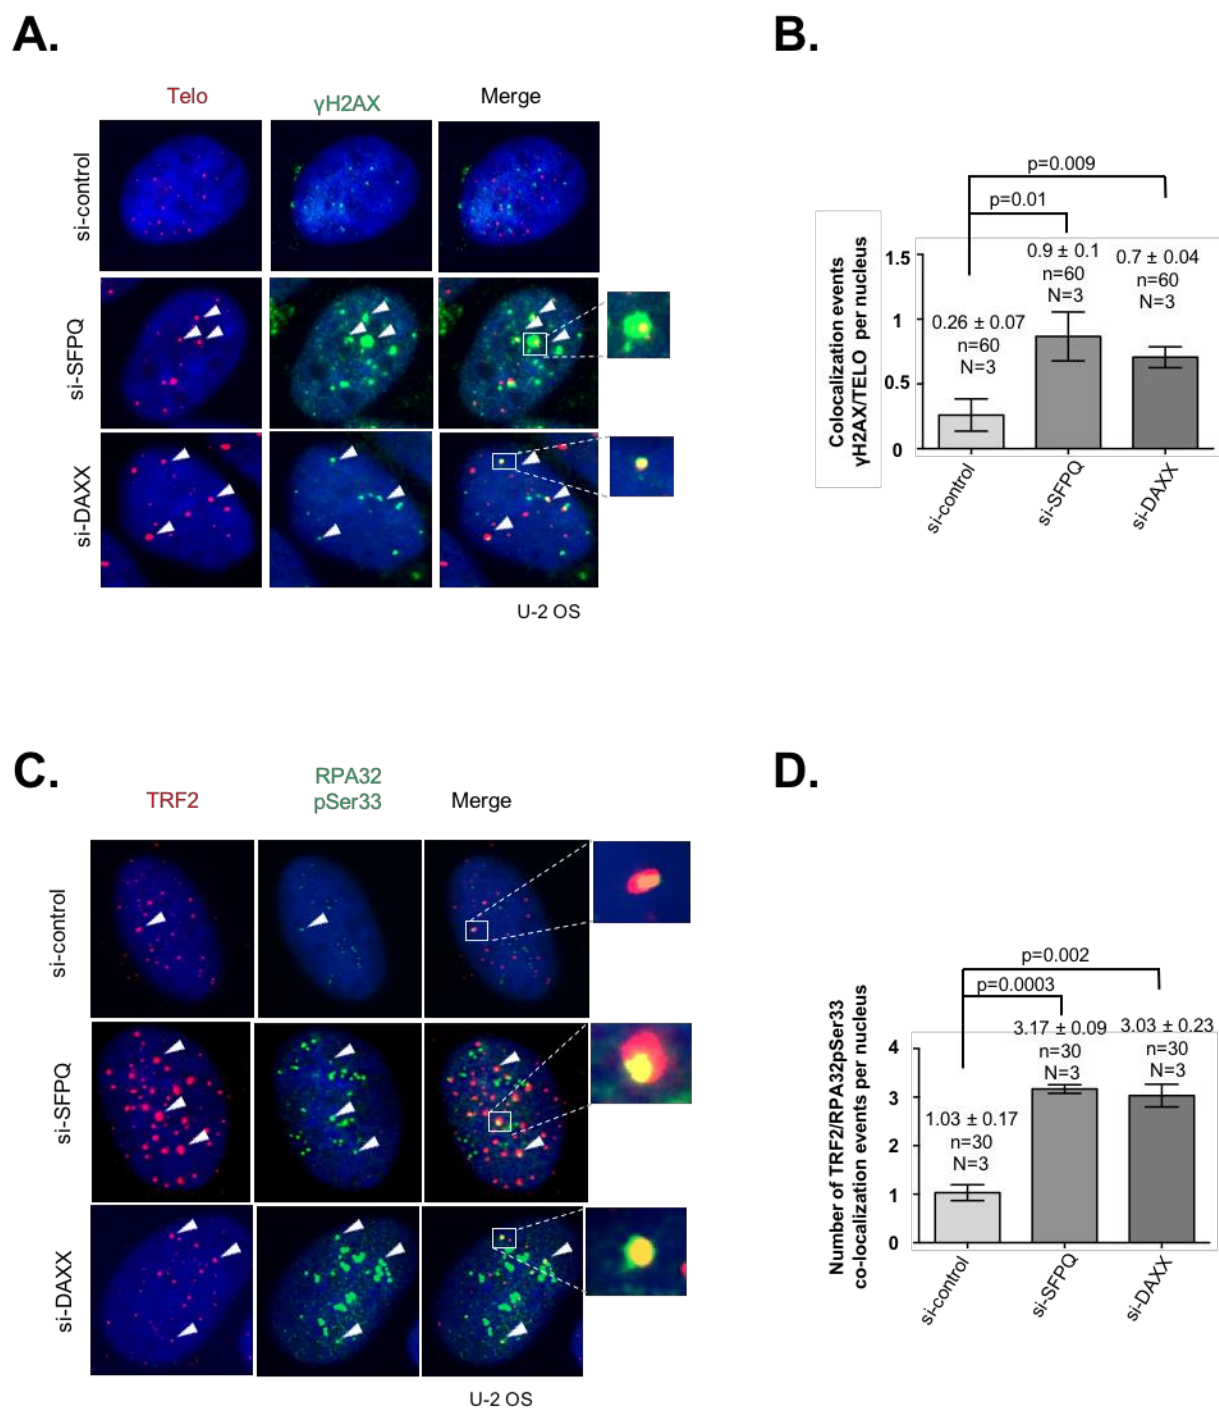 A.
Telo
γH2AX
Merge
si-control
si-SFPQ
si-DAXX
U-2 OS
B.
p=0.009
p=0.01
Colocalization events
γH2AX/TELO per nucleus
1.5
1
0.5
0
0.26 ± 0.07
n=60
N=3
0.9 ± 0.1
n=60
N=3
0.7 ± 0.04
n=60
N=3
si-control
si-SFPQ
si-DAXX
C.
TRF2
RPA32
pSer33
Merge
si-control
si-SFPQ
si-DAXX
U-2 OS
D.
p=0.002
p=0.0003
Number of TRF2/RPA32pSer33
co-localization events per nucleus
4
3
2
1
0
1.03 ± 0.17
n=30
N=3
3.17 ± 0.09
n=30
N=3
3.03 ± 0.23
n=30
N=3
si-control
si-SFPQ
si-DAXX